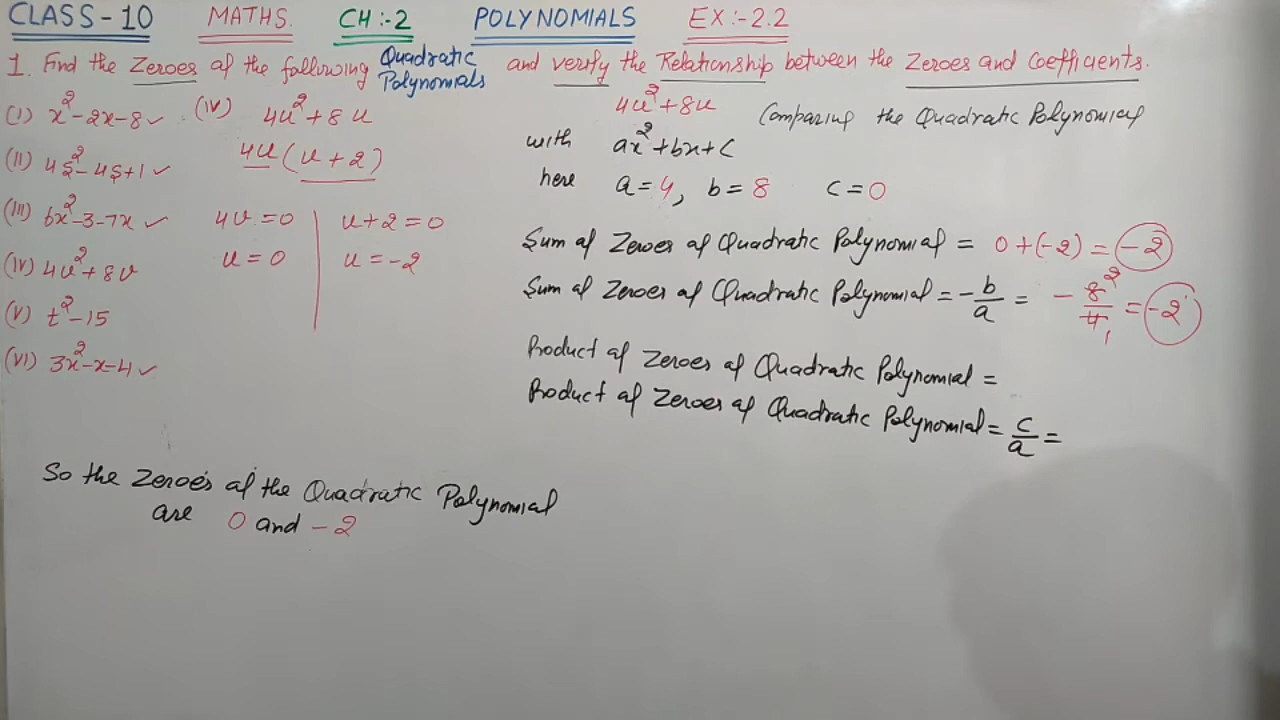 CLASS-10 MATHS. CH:-2 POLYNOMIALS EX:-2.2
1. Find the Zeroes of the following Quadratic Polynomials and verify the Relationship between the Zeroes and Coefficients.
(I) x²-2x-8 ✓
(II) 4s²-4s+1 ✓
(III) 6x²-3-7x ✓
(IV) 4u²+8u
(V) t²-15
(VI) 3x²-x-4 ✓
(IV) 4u²+8u
4u(u+2)
4u=0 | u+2=0
u=0 | u=-2
So the Zeroes of the Quadratic Polynomial
are 0 and -2
4u²+8u Comparing the Quadratic Polynomial
with ax²+bx+c
here a=4, b=8 c=0
Sum of Zeroes of Quadratic Polynomial = 0+(-2) = -2
Sum of Zeroes of Quadratic Polynomial = -b/a = -8/4 = -2
Product of Zeroes of Quadratic Polynomial =
Product of Zeroes of Quadratic Polynomial = c/a =